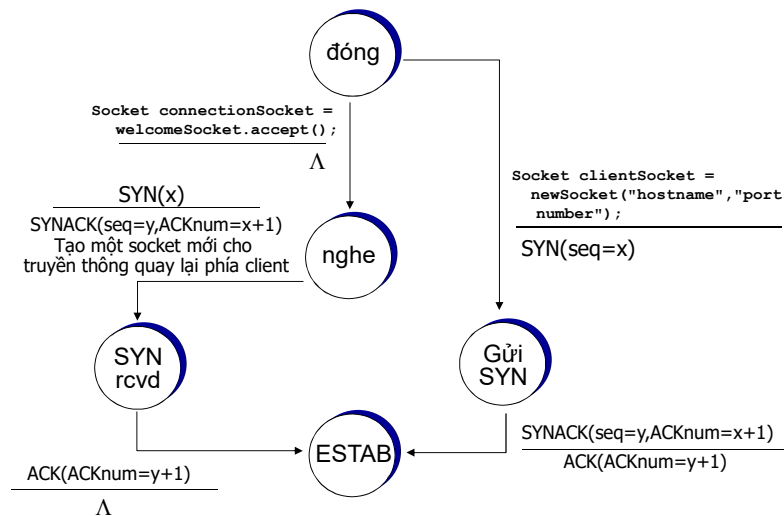 đóng
Socket connectionSocket =
welcomeSocket.accept();
Λ
Socket clientSocket =
newSocket("hostname","port
number");
SYN(seq=x)
SYN(x)
SYNACK(seq=y,ACKnum=x+1)
Tạo một socket mới cho
truyền thông quay lại phía client
nghe
SYN
rcvd
Gửi
SYN
ESTAB
SYNACK(seq=y,ACKnum=x+1)
ACK(ACKnum=y+1)
ACK(ACKnum=y+1)
Λ